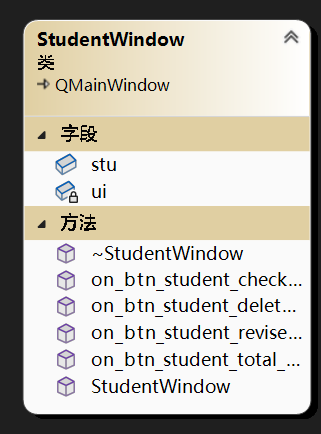 StudentWindow
类
QMainWindow
字段
stu
ui
方法
~StudentWindow
on_btn_student_check...
on_btn_student_delet...
on_btn_student_revise...
on_btn_student_total_...
StudentWindow